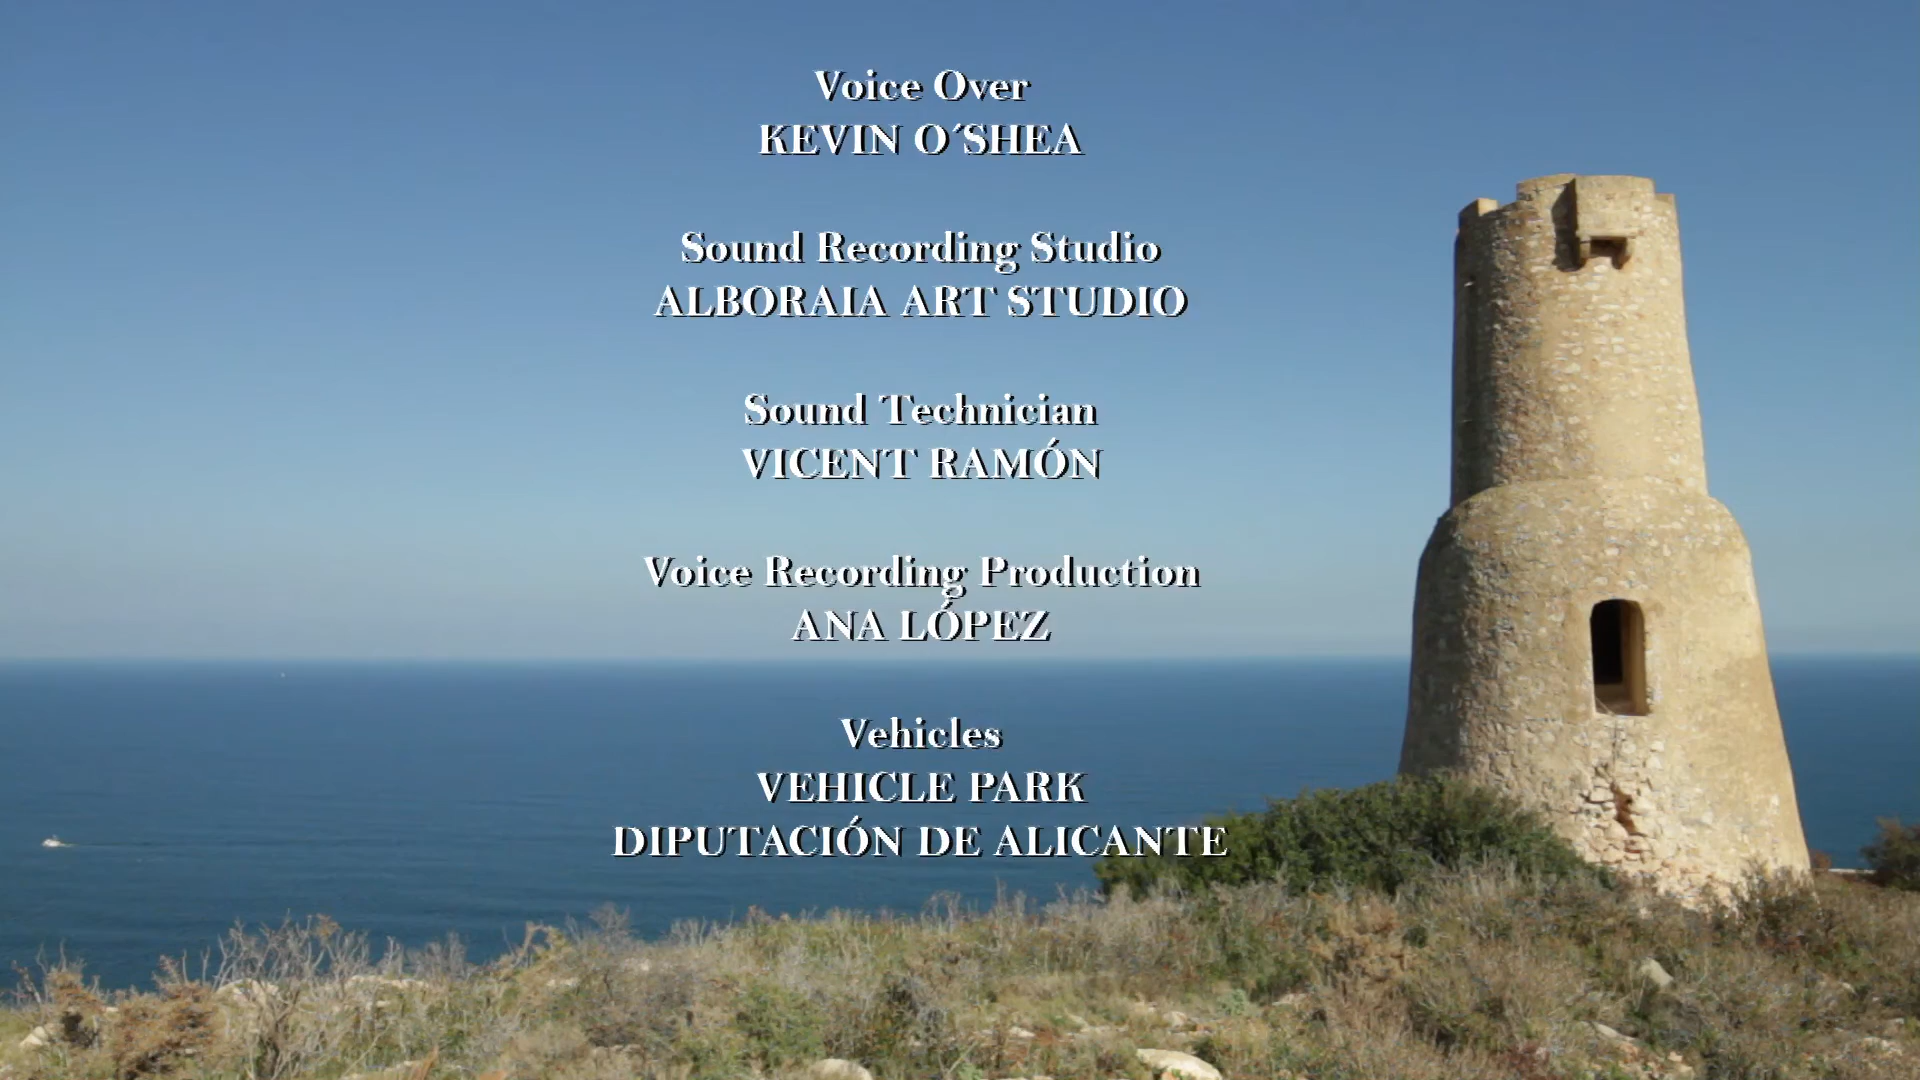 Voice Over
KEVIN O´SHEA
Sound Recording Studio
ALBORAIA ART STUDIO
Sound Technician
VICENT RAMÓN
Voice Recording Production
ANA LÓPEZ
Vehicles
VEHICLE PARK
DIPUTACIÓN DE ALICANTE